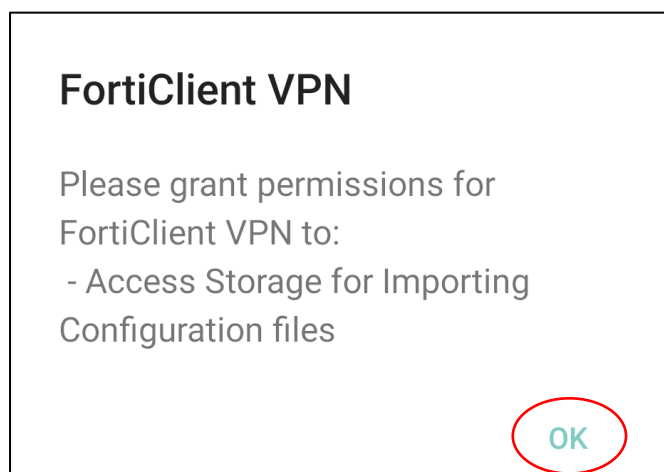 FortiClient VPN
Please grant permissions for
FortiClient VPN to:
- Access Storage for Importing
Configuration files
OK